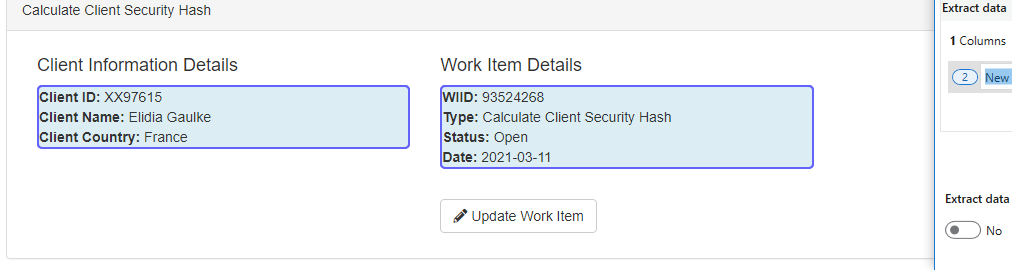 Calculate Client Security Hash
Client Information Details
Client ID: XX97615
Client Name: Elidia Gaulke
Client Country: France
Work Item Details
WIID: 93524268
Type: Calculate Client Security Hash
Status: Open
Date: 2021-03-11
Update Work Item
Extract data
1 Columns
2 New
Extract data
No